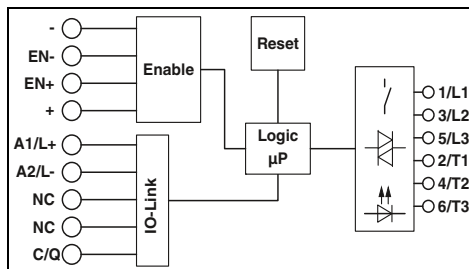 -
EN-
EN+
+
Enable
Reset
A1/L+
A2/L-
NC
NC
C/Q
IO-Link
Logic
µP
1/L1
3/L2
5/L3
2/T1
4/T2
6/T3